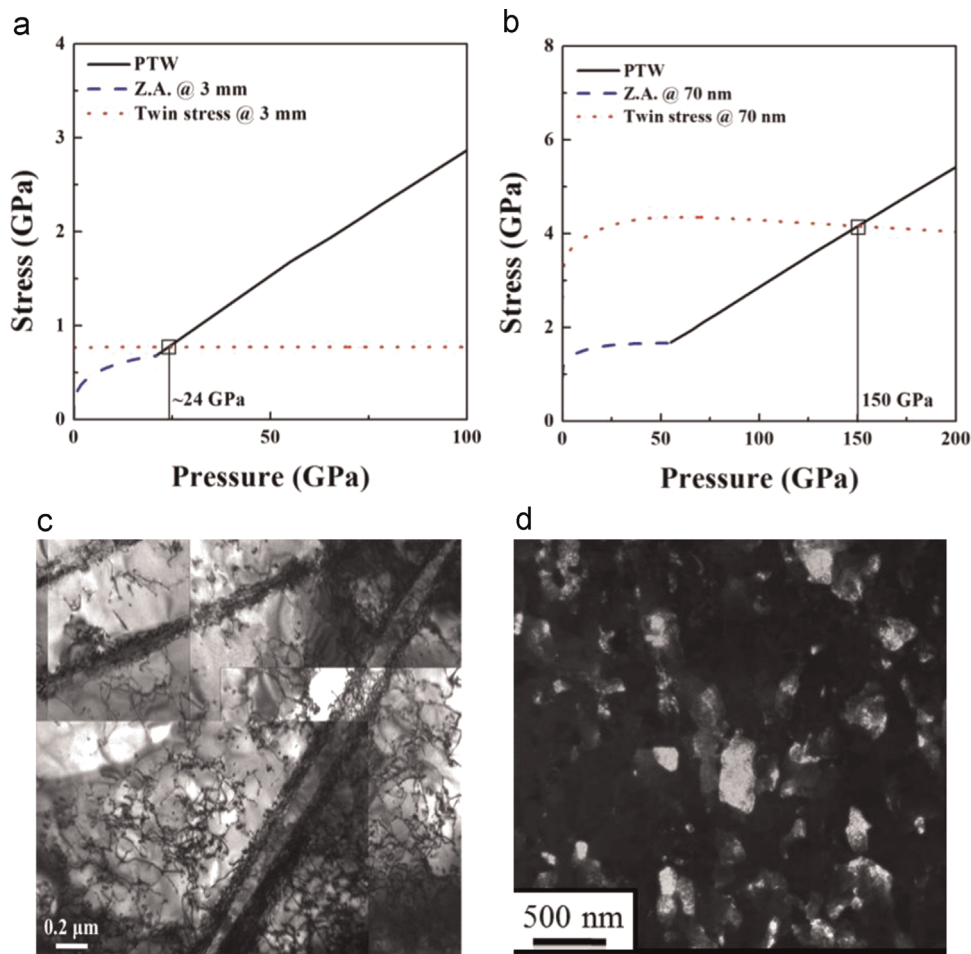 a
4
3
2
1
0
0
50
100
Stress (GPa)
Pressure (GPa)
PTW
Z.A. @ 3 mm
Twin stress @ 3 mm
~24 GPa
b
8
6
4
2
0
0
50
100
150
200
Stress (GPa)
Pressure (GPa)
PTW
Z.A. @ 70 nm
Twin stress @ 70 nm
150 GPa
c
0.2 μm
d
500 nm